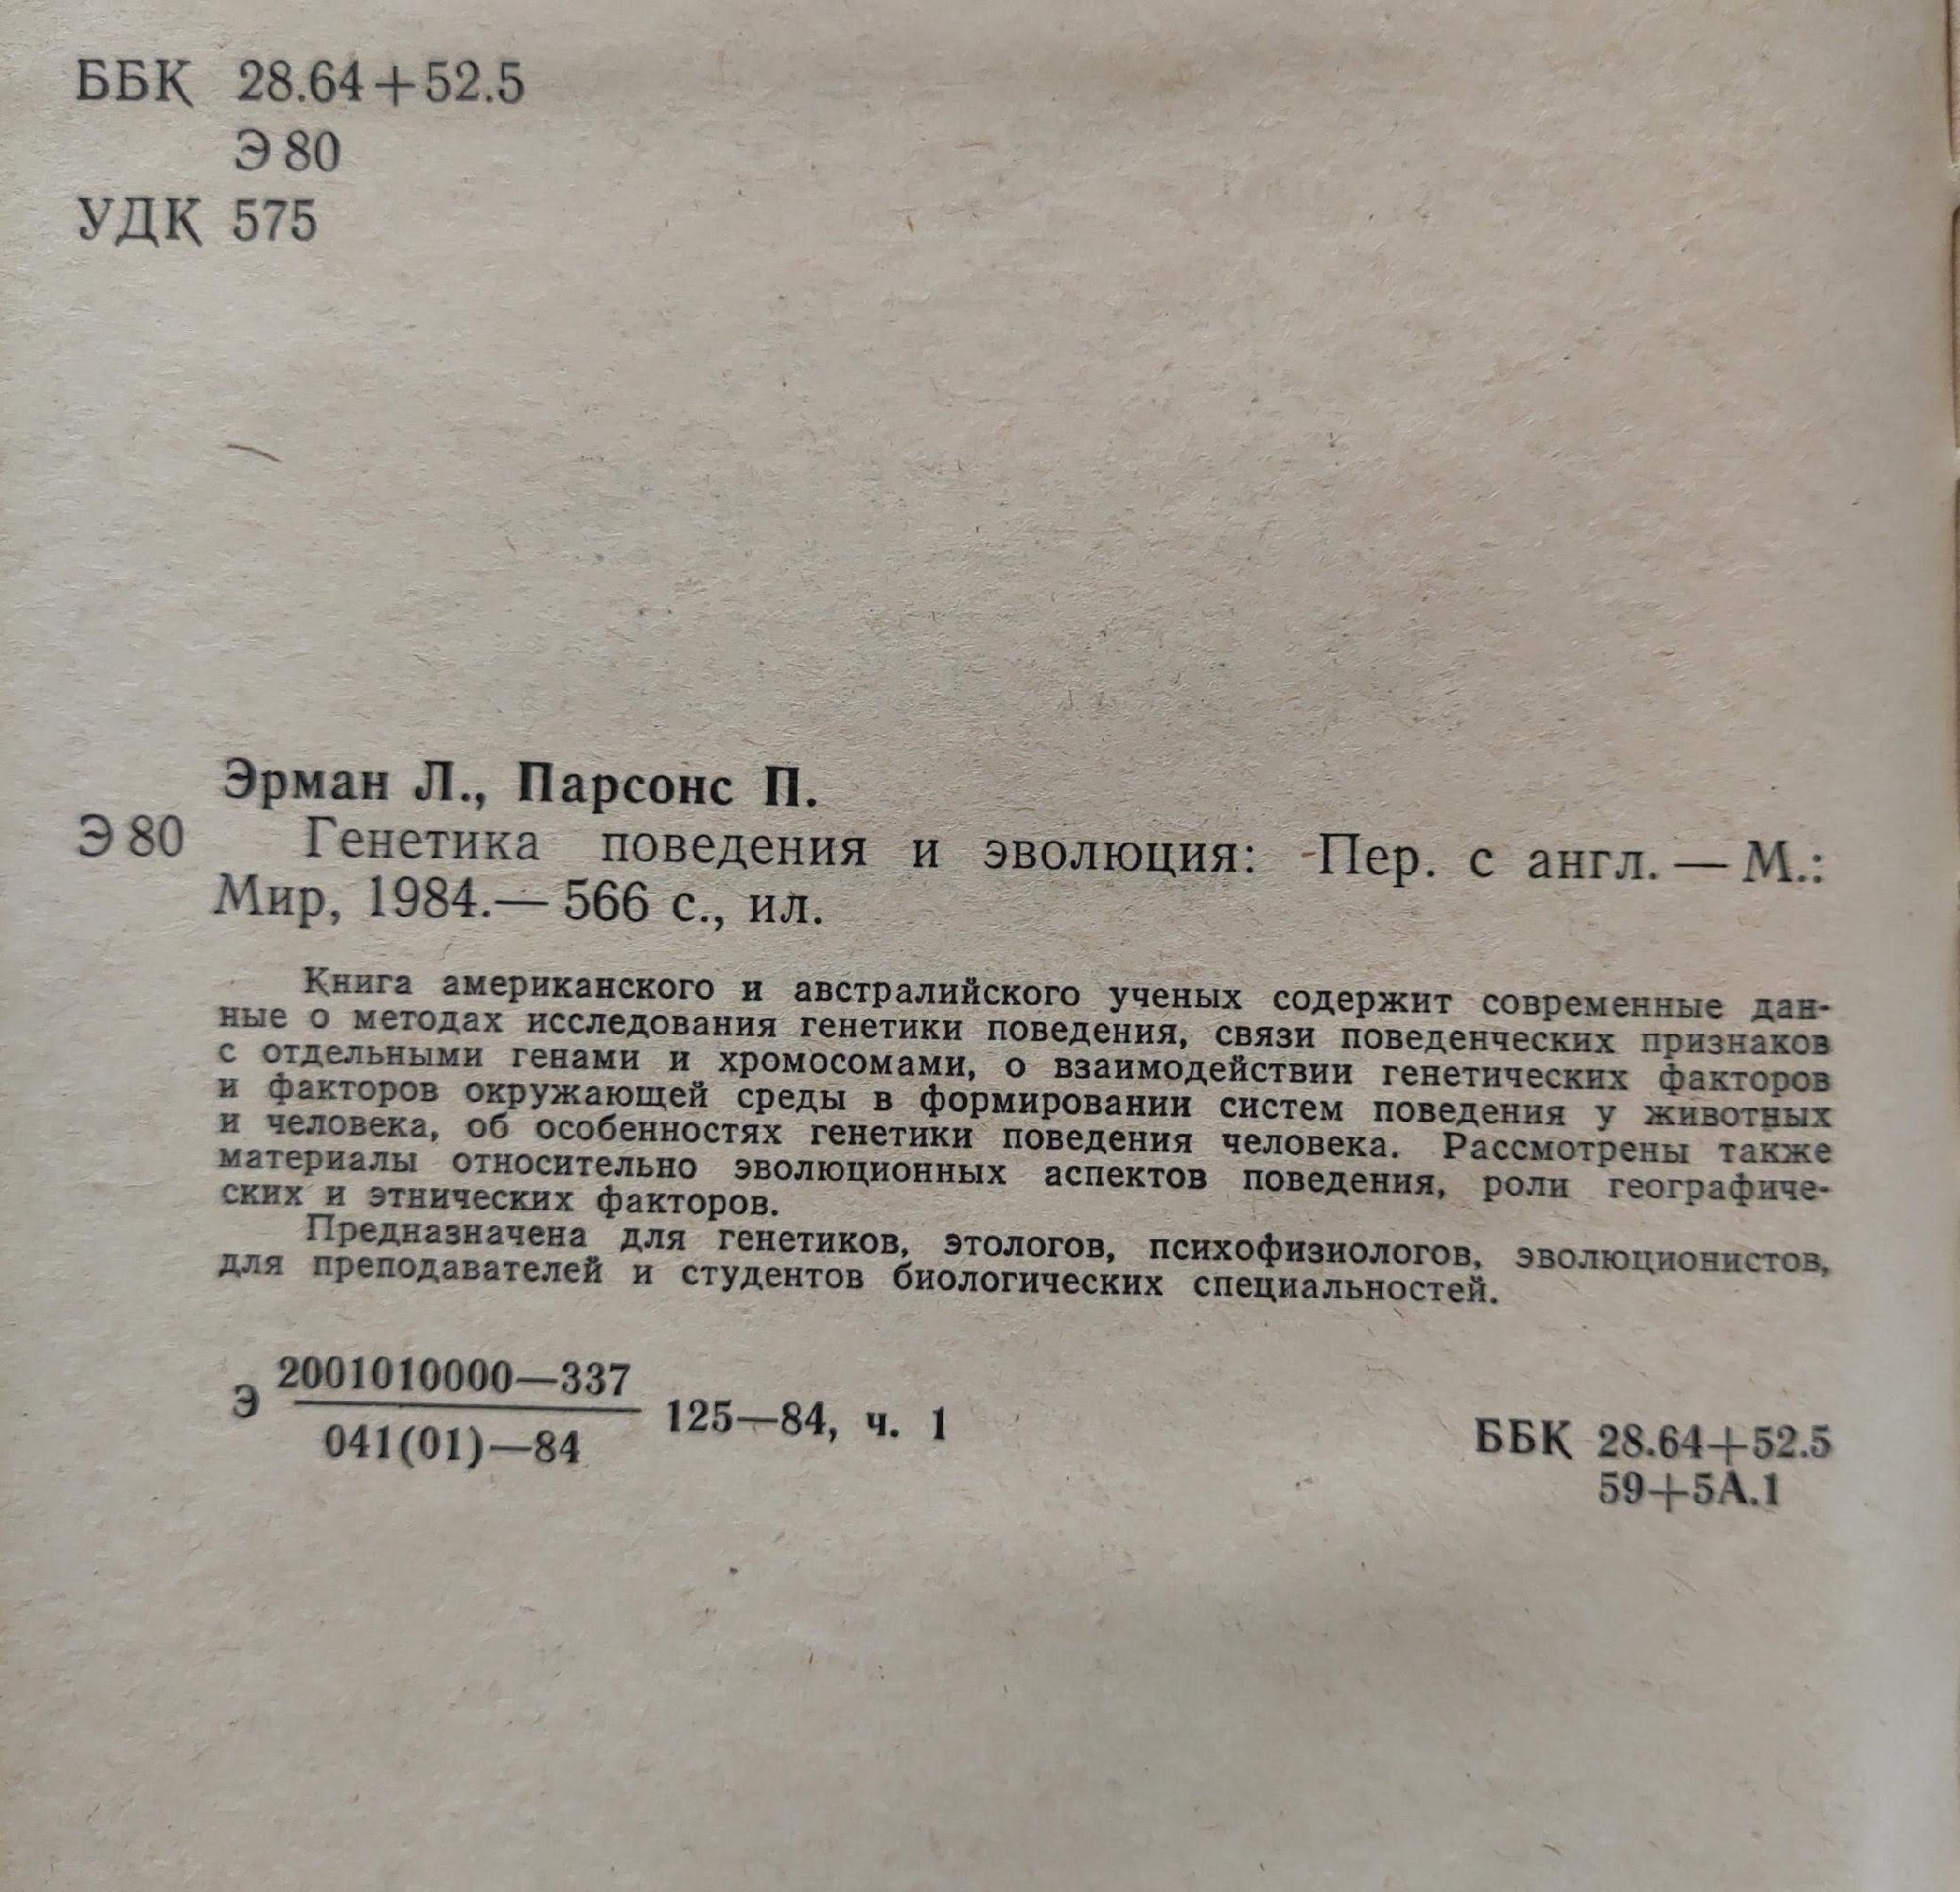 ББК 28.64+52.5
Э 80
УДК 575
Эрман Л., Парсонс П.
Э 80 Генетика поведения и эволюция: Пер. с англ. — М.:
Мир, 1984.— 566 с., ил.
Книга американского и австралийского ученых содержит современные дан-
ные о методах исследования генетики поведения, связи поведенческих признаков
с отдельными генами и хромосомами, о взаимодействии генетических факторов
и факторов окружающей среды в формировании систем поведения у животных
и человека, об особенностях генетики поведения человека. Рассмотрены также
материалы относительно эволюционных аспектов поведения, роли географиче-
ских и этнических факторов.
Предназначена для генетиков, этологов, психофизиологов, эволюционистов,
для преподавателей и студентов биологических специальностей.
Э 2001010000—337
041(01)—84
125—84, ч. 1
ББК 28.64+52.5
59+5А.1